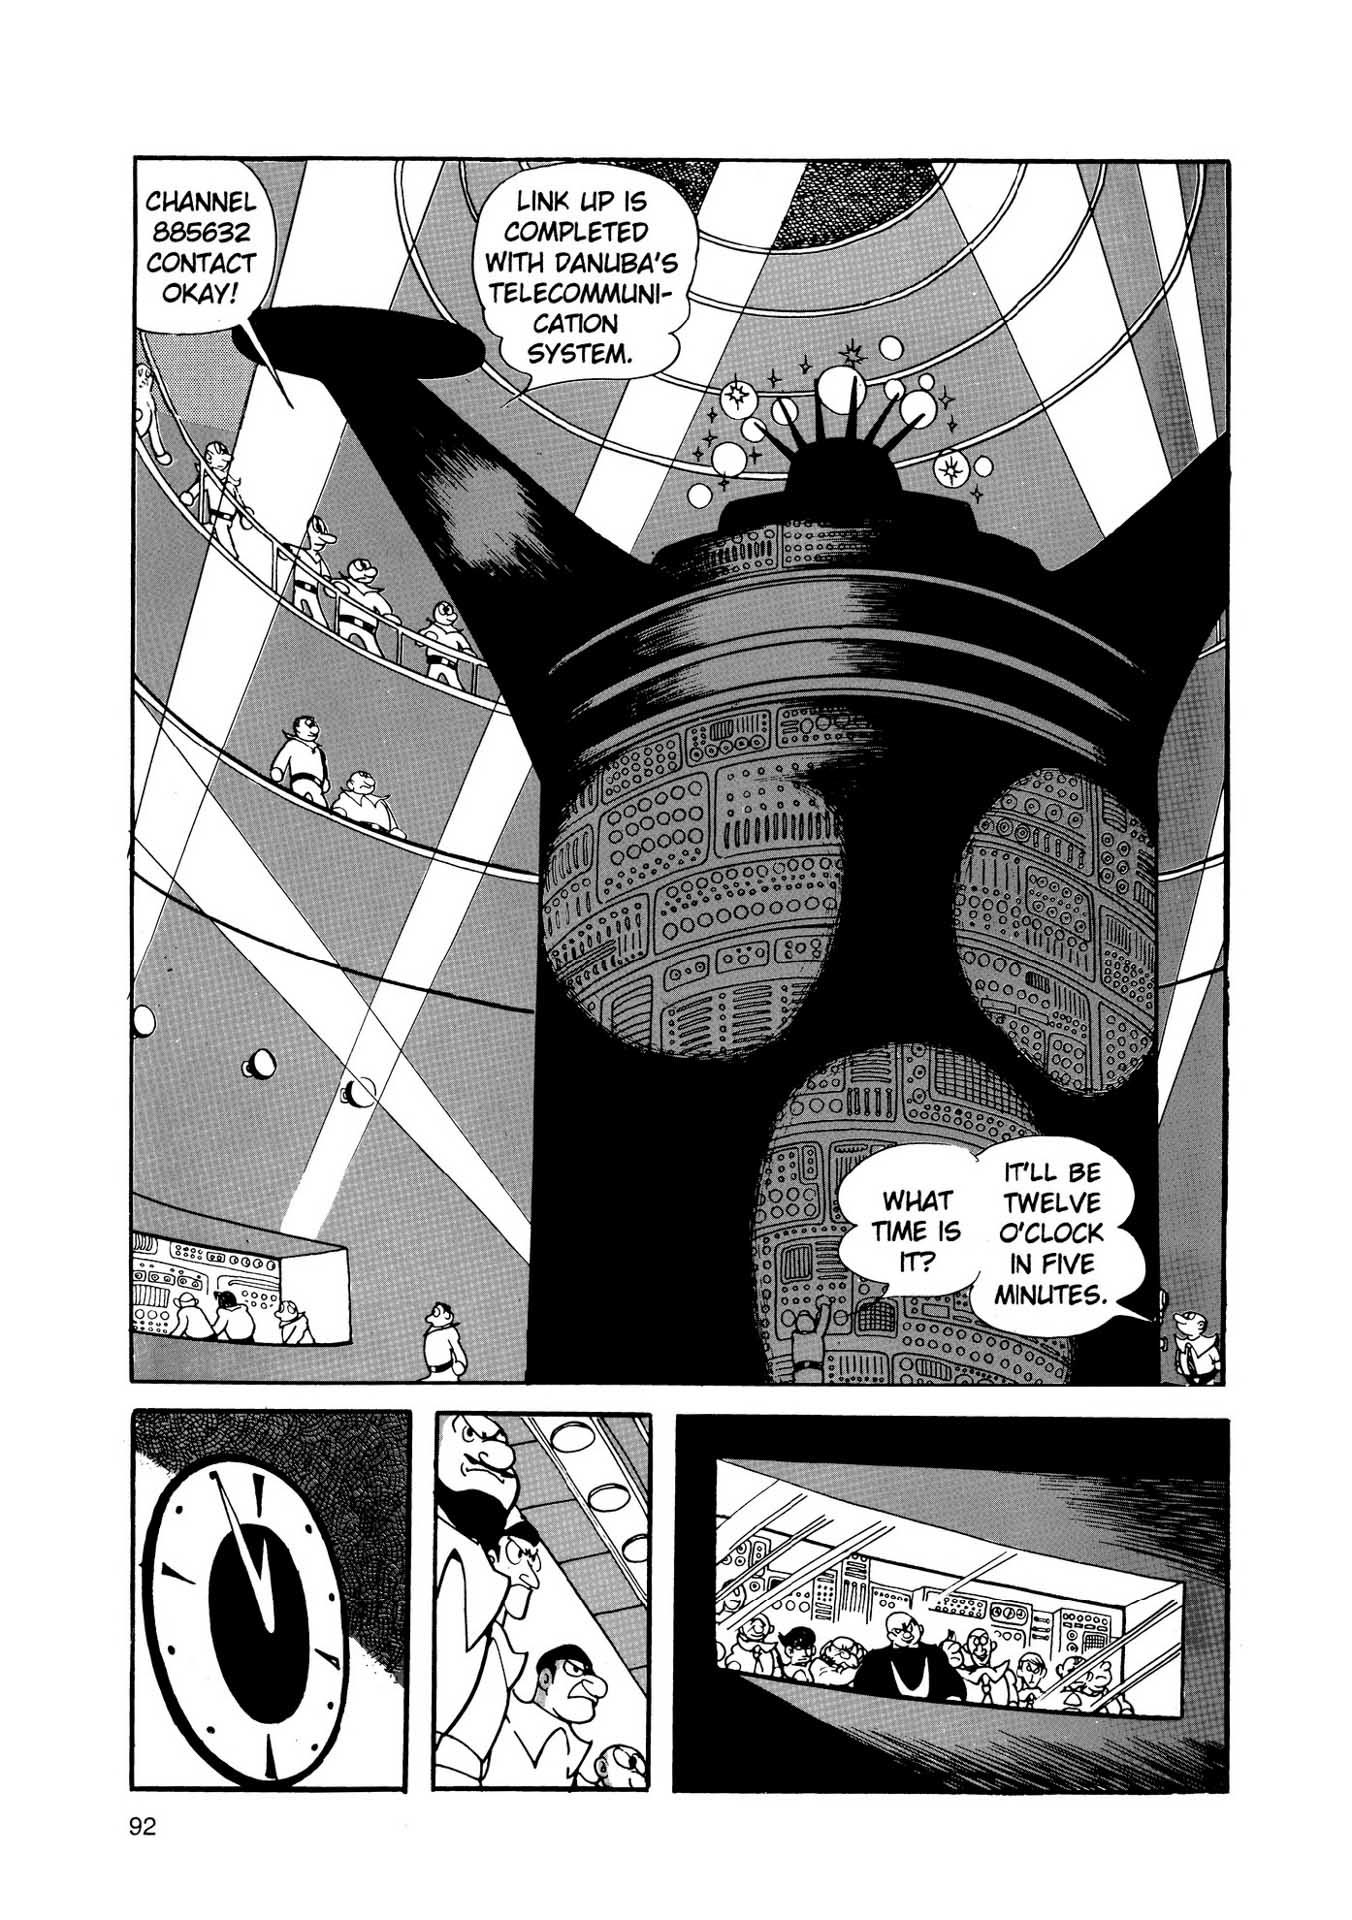 CHANNEL
885632
CONTACT
OKAY!
LINK UP IS
COMPLETED
WITH DANUBA'S
TELECOMMUNI-
CATION
SYSTEM.
WHAT
TIME IS
IT?
IT'LL BE
TWELVE
O'CLOCK
IN FIVE
MINUTES.
92